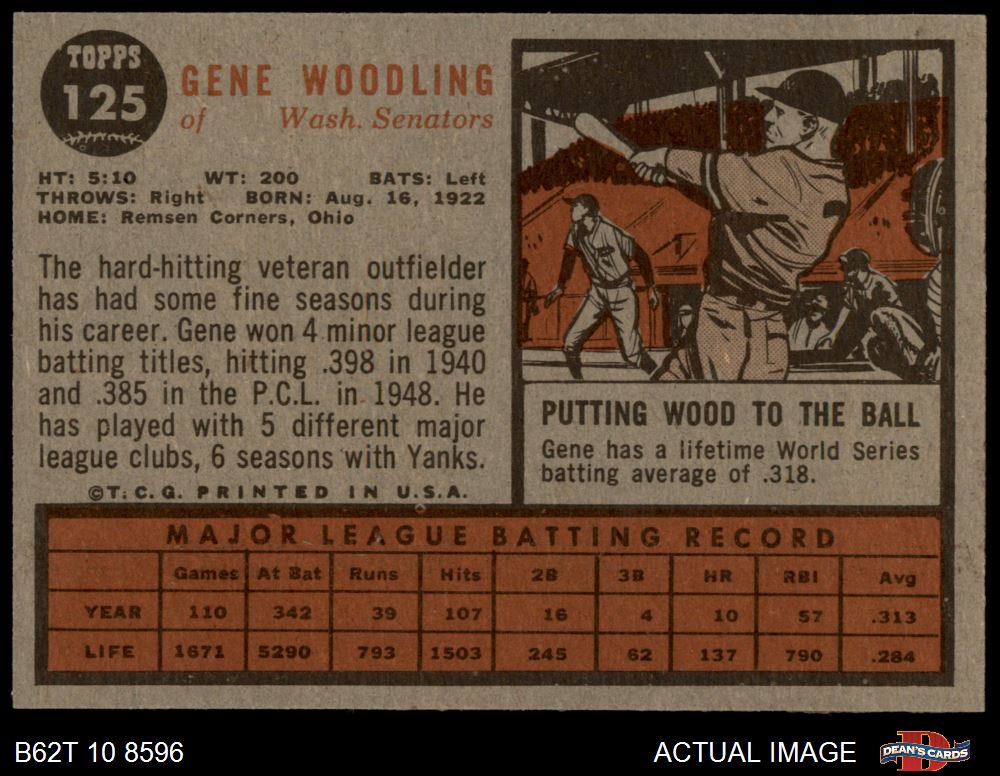 TOPPS
125
GENE WOODLING
of Wash. Senators
HT: 5:10 WT: 200 BATS: Left
THROWS: Right BORN: Aug. 16, 1922
HOME: Remsen Corners, Ohio
The hard-hitting veteran outfielder
has had some fine seasons during
his career. Gene won 4 minor league
batting titles, hitting .398 in 1940
and .385 in the P.C.L. in 1948. He
has played with 5 different major
league clubs, 6 seasons with Yanks.
©T.C.G. PRINTED IN U.S.A.
PUTTING WOOD TO THE BALL
Gene has a lifetime World Series
batting average of .318.
MAJOR LEAGUE BATTING RECORD
Games At Bat Runs Hits 2B 3B HR RBI Avg
YEAR 110 342 39 107 16 4 10 57 .313
LIFE 1671 5290 793 1503 245 62 137 790 .284
B62T 10 8596
ACTUAL IMAGE
DEAN'S CARDS